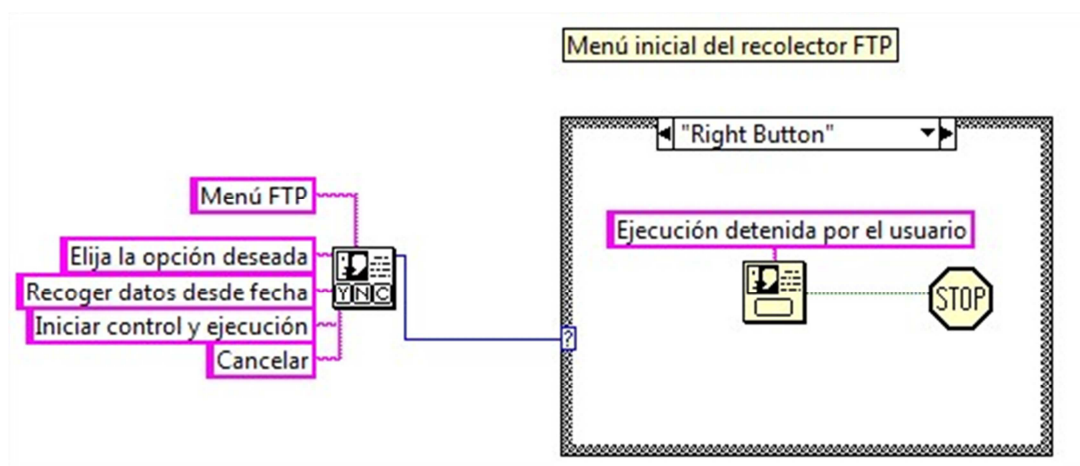 Menú inicial del recolector FTP
"Right Button"
Menú FTP
Elija la opción deseada
Recoger datos desde fecha
Iniciar control y ejecución
Cancelar
YNC
?
Ejecución detenida por el usuario
STOP